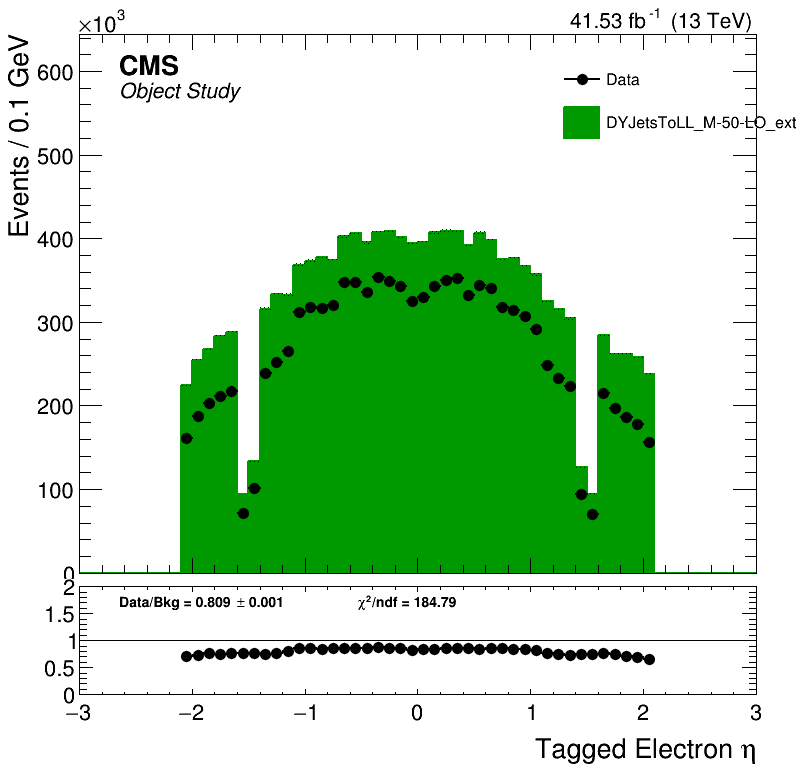 ×10³
41.53 fb⁻¹ (13 TeV)
Events / 0.1 GeV
CMS
Object Study
Data
DYJetsToLL_M-50-LO_ext
600
500
400
300
200
100
0
Data/Bkg = 0.809 ± 0.001
χ²/ndf = 184.79
2
1.5
1
0.5
0
−3 −2 −1 0 1 2 3
Tagged Electron η